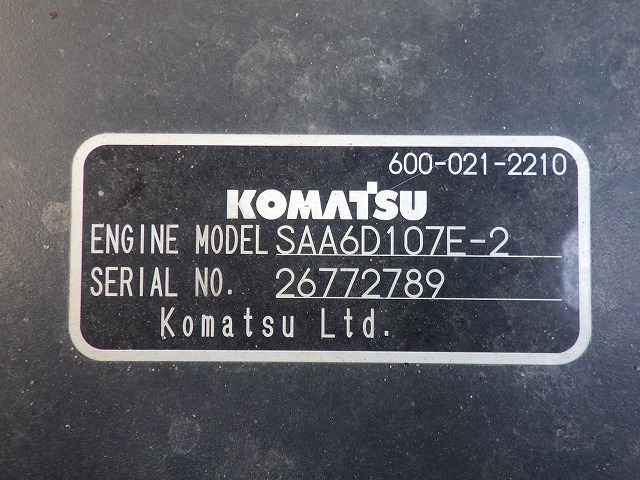 600-021-2210
KOMATSU
ENGINE MODEL SAA6D107E-2
SERIAL NO. 26772789
Komatsu Ltd.